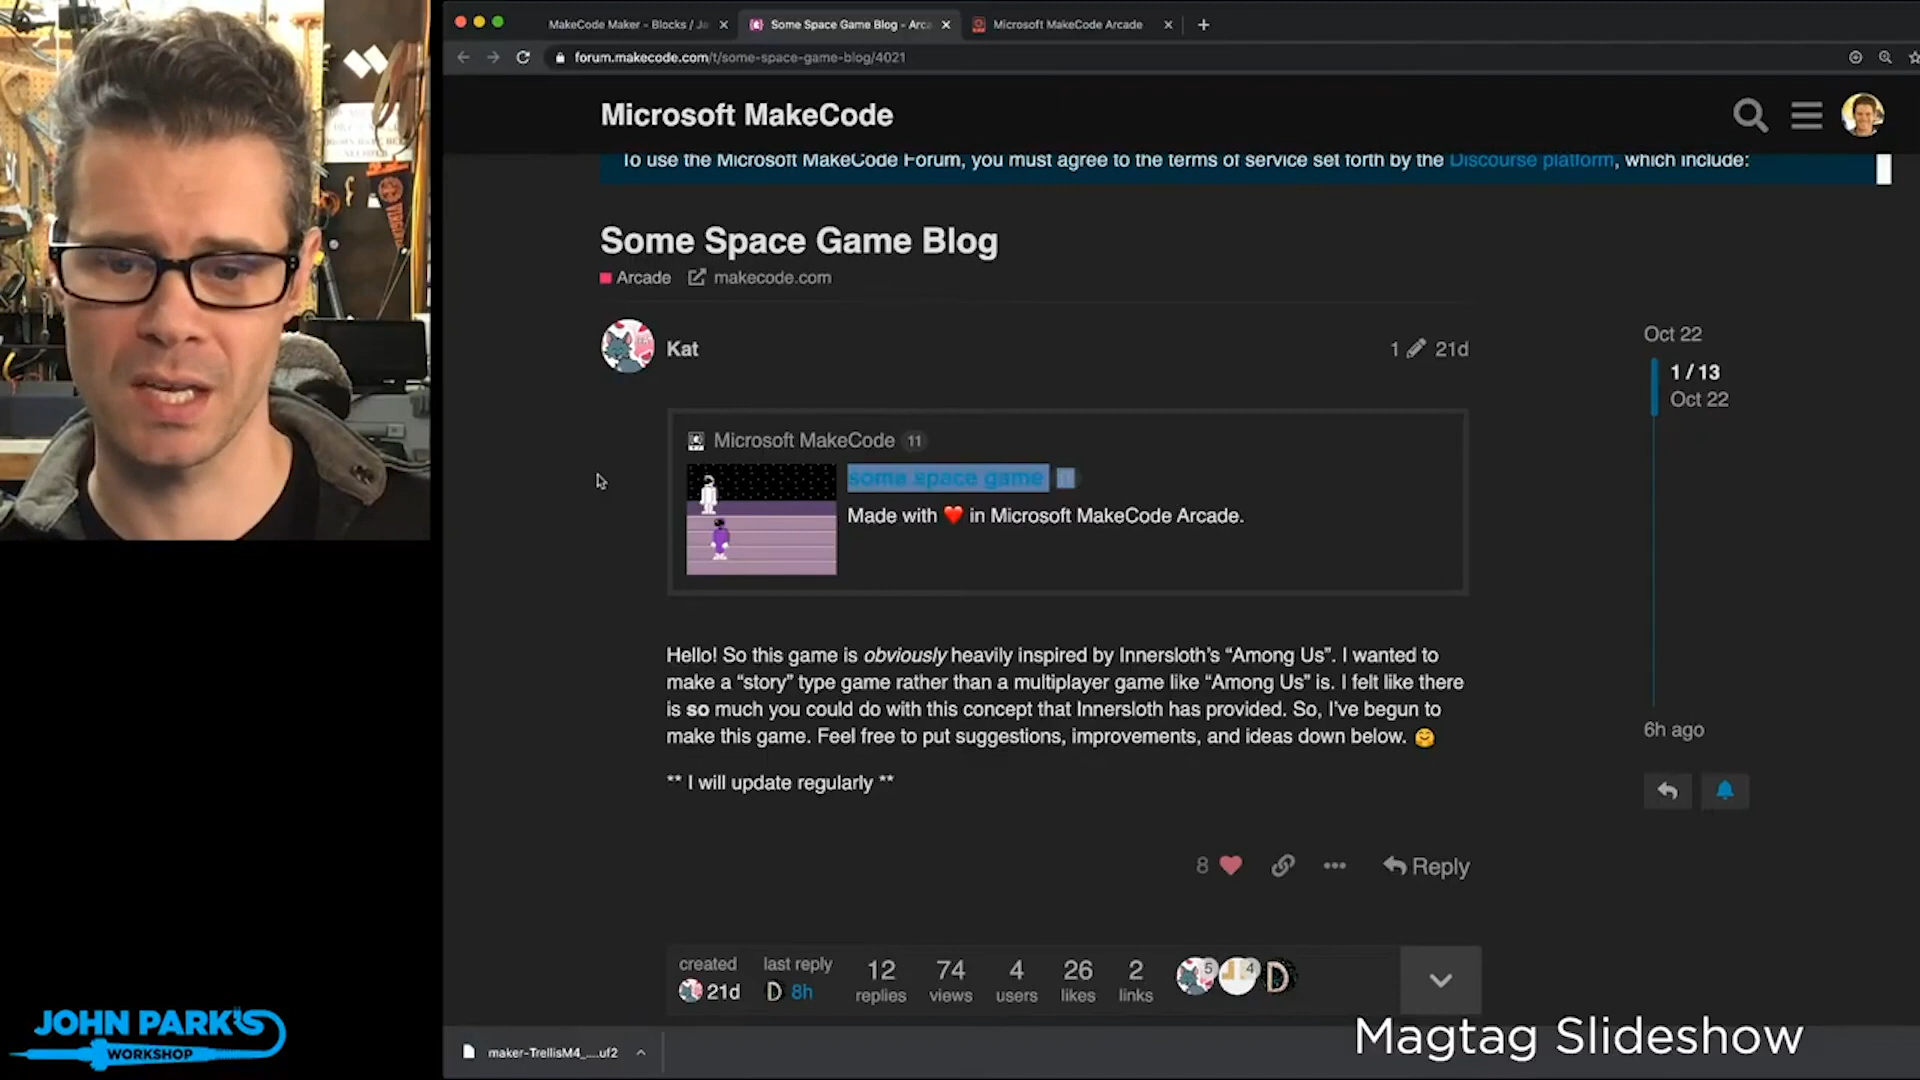 MakeCode Maker - Blocks / Ja
Some Space Game Blog - Arca
Microsoft MakeCode Arcade
forum.makecode.com/t/some-space-game-blog/4021
Microsoft MakeCode
To use the Microsoft MakeCode Forum, you must agree to the terms of service set forth by the Discourse platform, which include:
Some Space Game Blog
Arcade makecode.com
Kat
1 21d
Oct 22
1 / 13
Oct 22
Microsoft MakeCode 11
some space game
Made with ❤️ in Microsoft MakeCode Arcade.
Hello! So this game is obviously heavily inspired by Innersloth's “Among Us”. I wanted to
make a “story” type game rather than a multiplayer game like “Among Us” is. I felt like there
is so much you could do with this concept that Innersloth has provided. So, I've begun to
make this game. Feel free to put suggestions, improvements, and ideas down below. 🤗
6h ago
** I will update regularly **
8 Reply
created last reply 12 74 4 26 2 5 4 D
21d D 8h replies views users likes links
JOHN PARK'S
WORKSHOP
maker-TrellisM4_....uf2
Magtag Slideshow